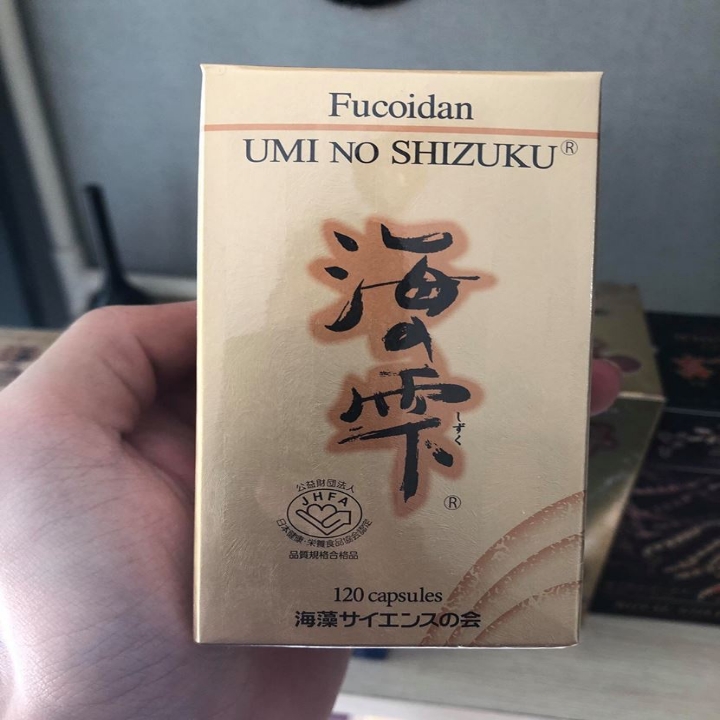 Fucoidan
UMI NO SHIZUKU®
海の雫
しずく
®
公益財団法人
JHFA
日本健康・栄養食品協会認定
品質規格合格品
120 capsules
海藻サイエンスの会